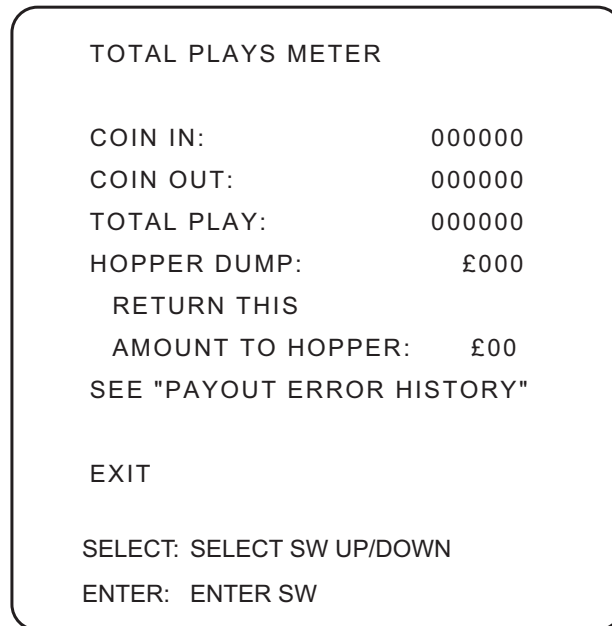 TOTAL PLAYS METER
COIN IN: 000000
COIN OUT: 000000
TOTAL PLAY: 000000
HOPPER DUMP: £000
RETURN THIS
AMOUNT TO HOPPER: £00
SEE "PAYOUT ERROR HISTORY"
EXIT
SELECT: SELECT SW UP/DOWN
ENTER: ENTER SW